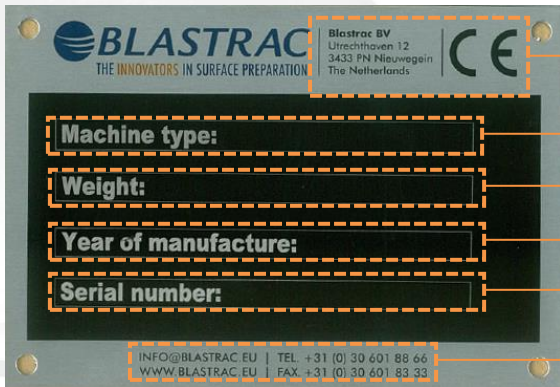 BLASTRAC
THE INNOVATORS IN SURFACE PREPARATION
Blastrac BV
Utrechthaven 12
3433 PN Nieuwegein
The Netherlands
CE
Machine type:
Weight:
Year of manufacture:
Serial number:
INFO@BLASTRAC.EU | TEL. +31 (0) 30 601 88 66
WWW.BLASTRAC.EU | FAX. +31 (0) 30 601 83 33